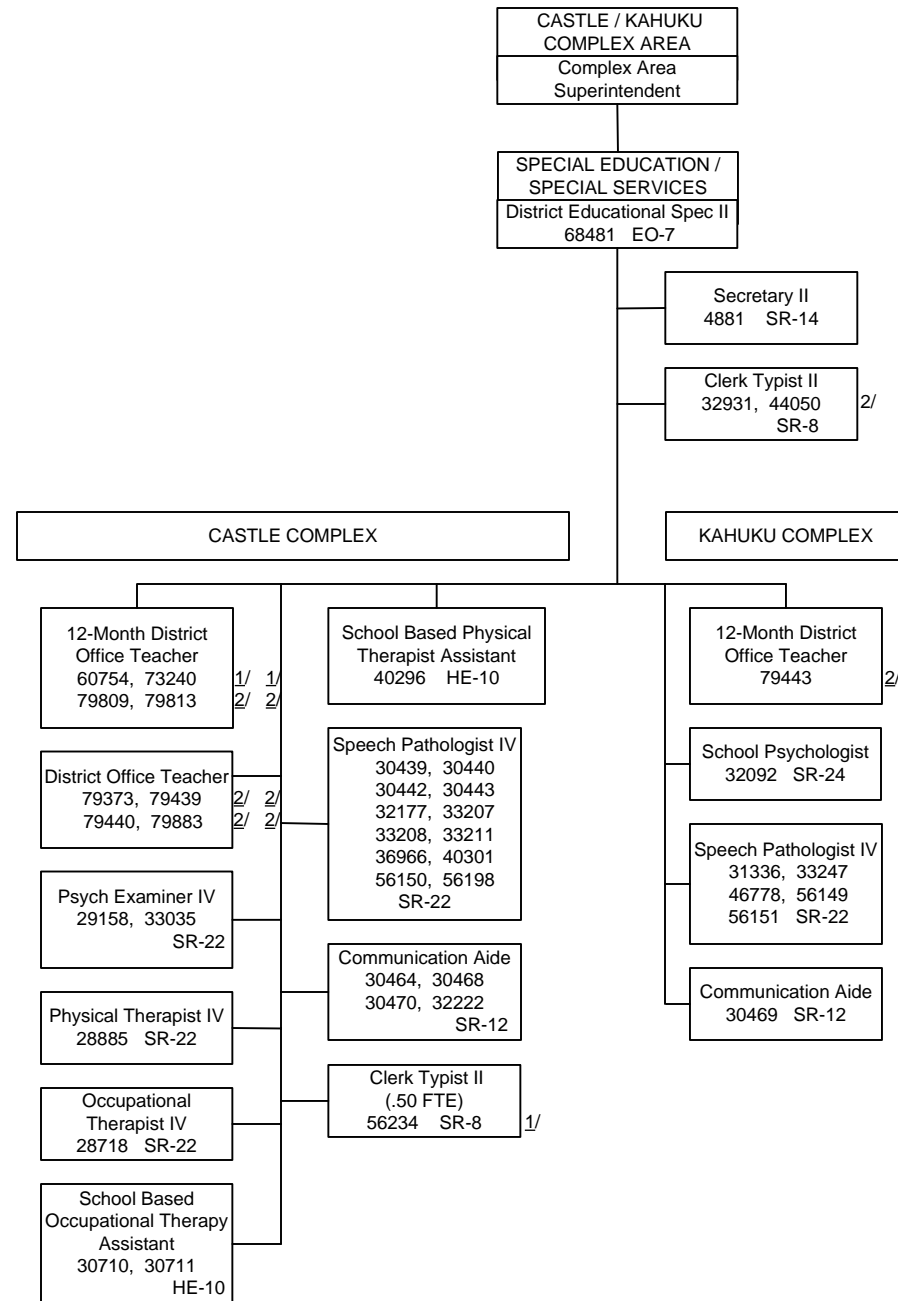 CASTLE / KAHUKU
COMPLEX AREA
Complex Area
Superintendent
SPECIAL EDUCATION /
SPECIAL SERVICES
District Educational Spec II
68481 EO-7
Secretary II
4881 SR-14
Clerk Typist II
32931, 44050 2/
SR-8
CASTLE COMPLEX
12-Month District
Office Teacher
60754, 73240 1/ 1/
79809, 79813 2/ 2/
District Office Teacher
79373, 79439 2/ 2/
79440, 79883 2/ 2/
Psych Examiner IV
29158, 33035
SR-22
Physical Therapist IV
28885 SR-22
Occupational
Therapist IV
28718 SR-22
School Based
Occupational Therapy
Assistant
30710, 30711
HE-10
School Based Physical
Therapist Assistant
40296 HE-10
Speech Pathologist IV
30439, 30440
30442, 30443
32177, 33207
33208, 33211
36966, 40301
56150, 56198
SR-22
Communication Aide
30464, 30468
30470, 32222
SR-12
Clerk Typist II
(.50 FTE)
56234 SR-8 1/
KAHUKU COMPLEX
12-Month District
Office Teacher
79443 2/
School Psychologist
32092 SR-24
Speech Pathologist IV
31336, 33247
46778, 56149
56151 SR-22
Communication Aide
30469 SR-12